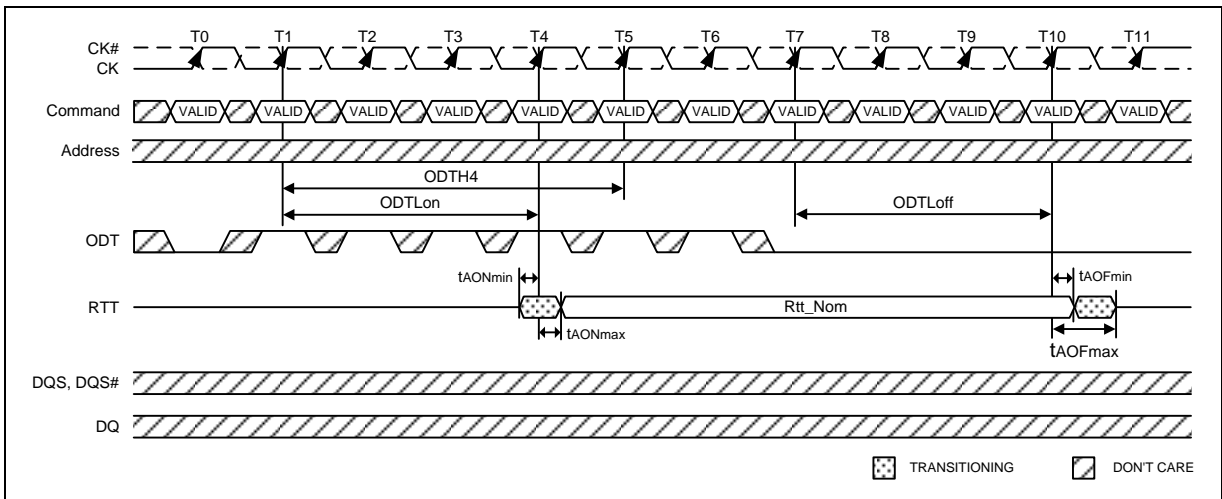 T0 T1 T2 T3 T4 T5 T6 T7 T8 T9 T10 T11
CK#
CK
Command VALID VALID VALID VALID VALID VALID VALID VALID VALID VALID VALID VALID
Address
ODTH4
ODTLon ODTLoff
ODT
tAONmin tAOFmin
RTT Rtt_Nom
tAONmax
tAOFmax
DQS, DQS#
DQ
TRANSITIONING DON'T CARE